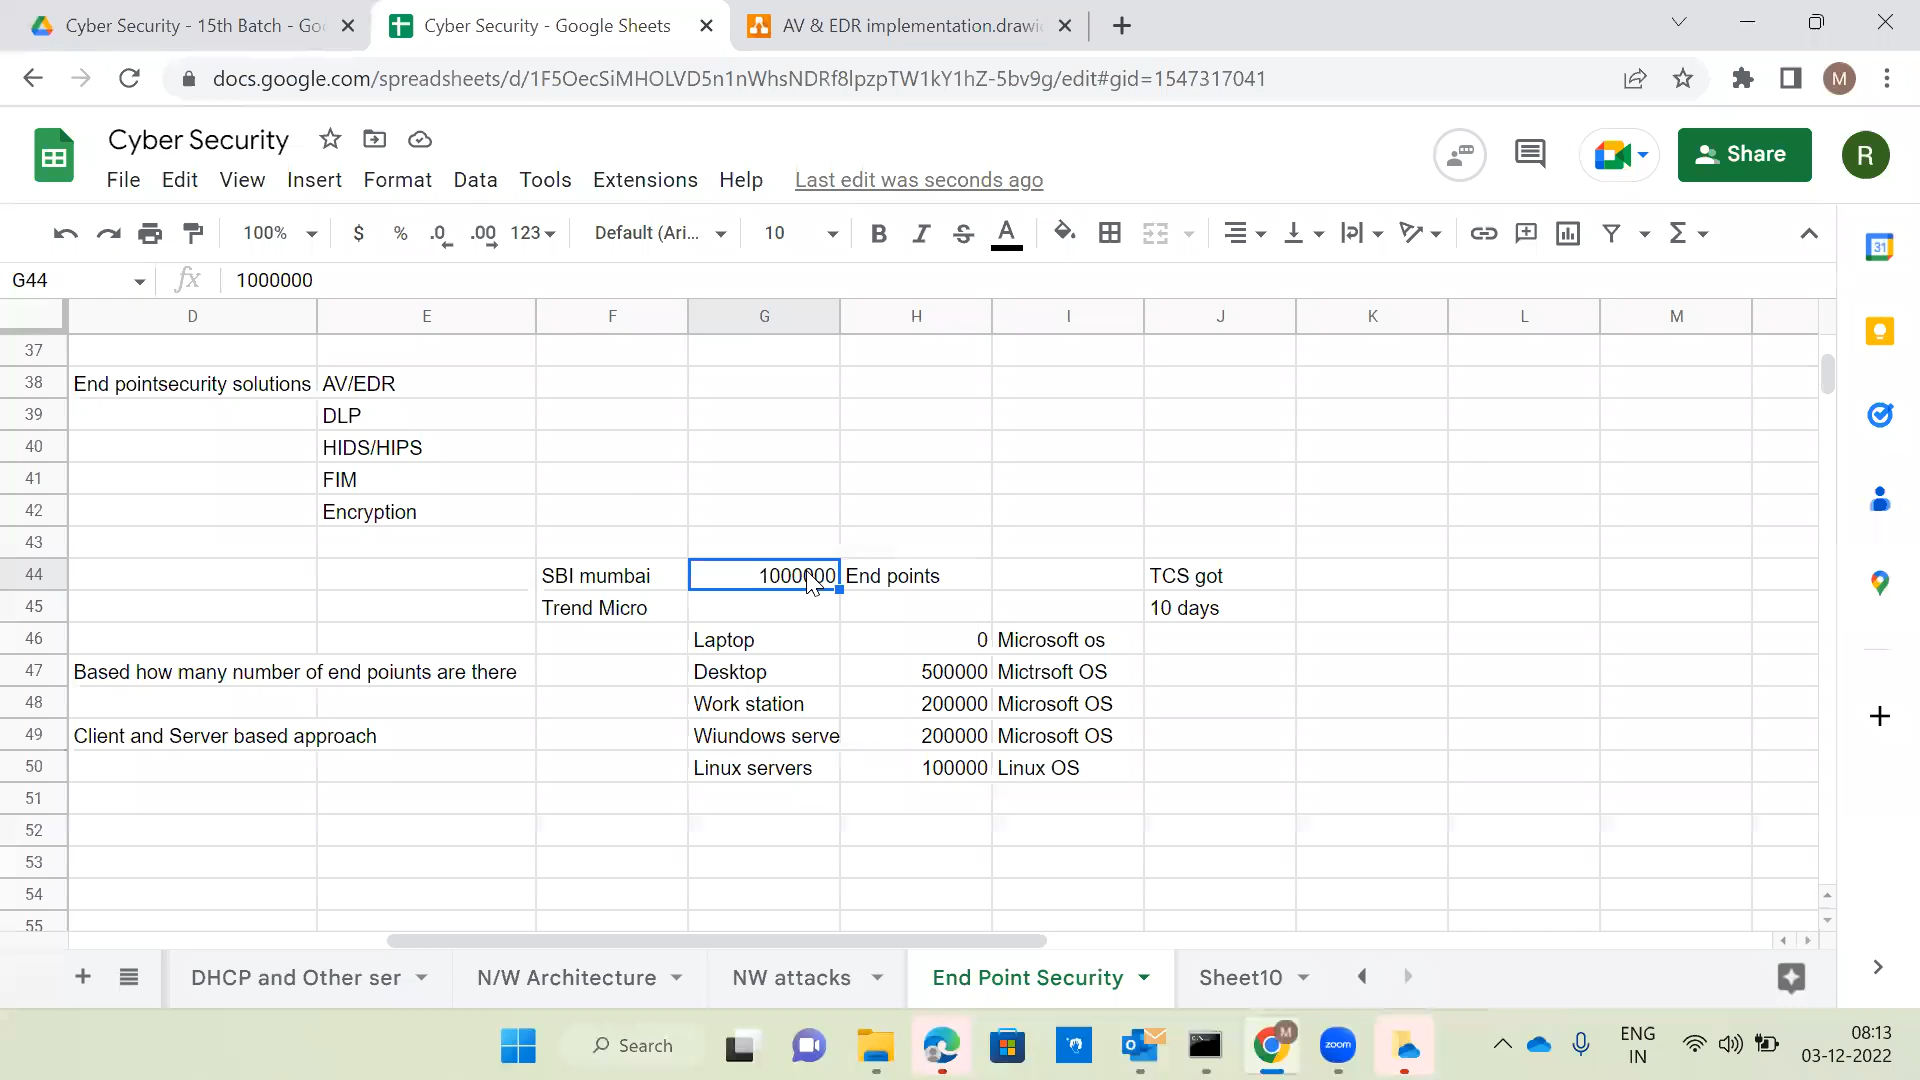 Cyber Security - 15th Batch - Go
Cyber Security - Google Sheets
AV & EDR implementation.drawi
docs.google.com/spreadsheets/d/1F5OecSiMHOLVD5n1nWhsNDRf8lpzpTW1kY1hZ-5bv9g/edit#gid=1547317041
M
Cyber Security
Share
R
File Edit View Insert Format Data Tools Extensions Help Last edit was seconds ago
100% $ % .0 .00 123 Default (Ari... 10 B I S A Σ
31
G44 fx 1000000
D E F G H I J K L M
37
38 End pointsecurity solutions AV/EDR
39 DLP
40 HIDS/HIPS
41 FIM
42 Encryption
43
44 SBI mumbai 1000000 End points TCS got
45 Trend Micro 10 days
46 Laptop 0 Microsoft os
47 Based how many number of end poiunts are there Desktop 500000 Mictrsoft OS
48 Work station 200000 Microsoft OS
49 Client and Server based approach Wiundows serve 200000 Microsoft OS
50 Linux servers 100000 Linux OS
51
52
53
54
55
DHCP and Other ser N/W Architecture NW attacks End Point Security Sheet10
Search
M
zoom
ENG
IN
08:13
03-12-2022